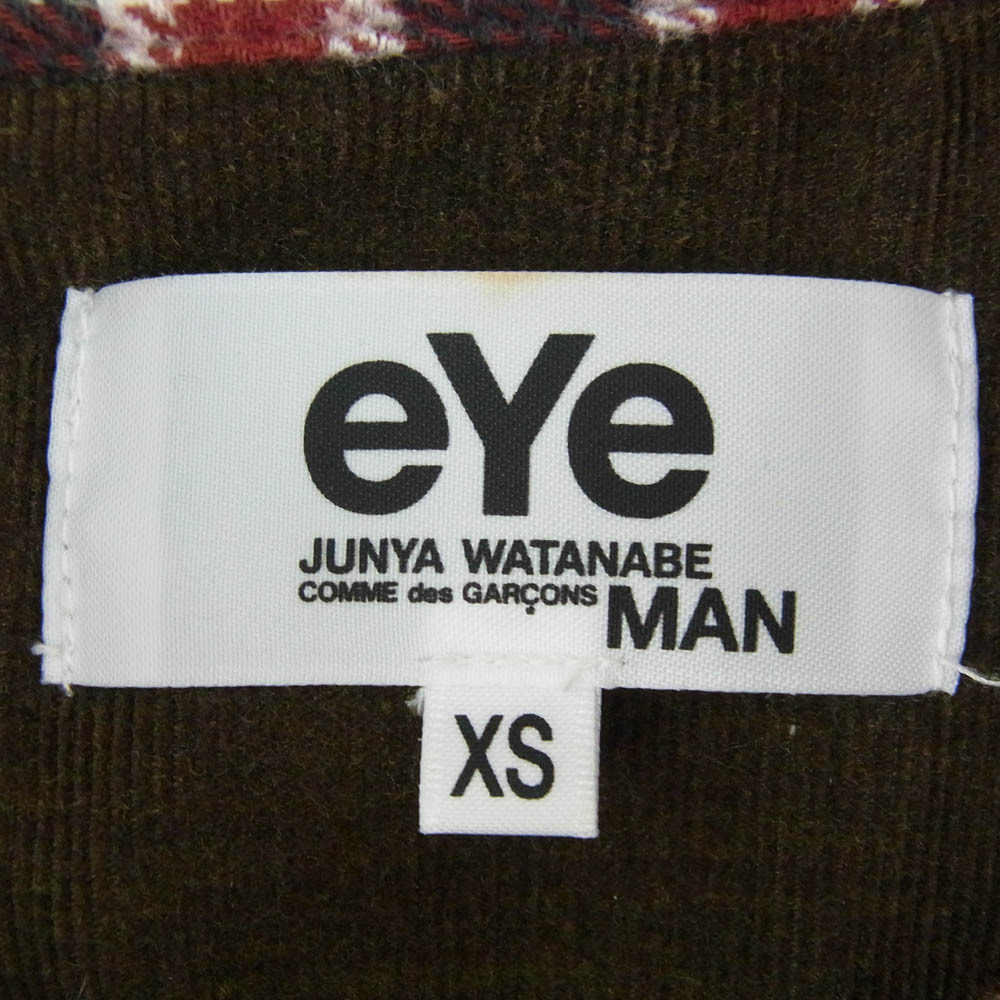 eYe
JUNYA WATANABE
COMME des GARÇONS MAN
XS